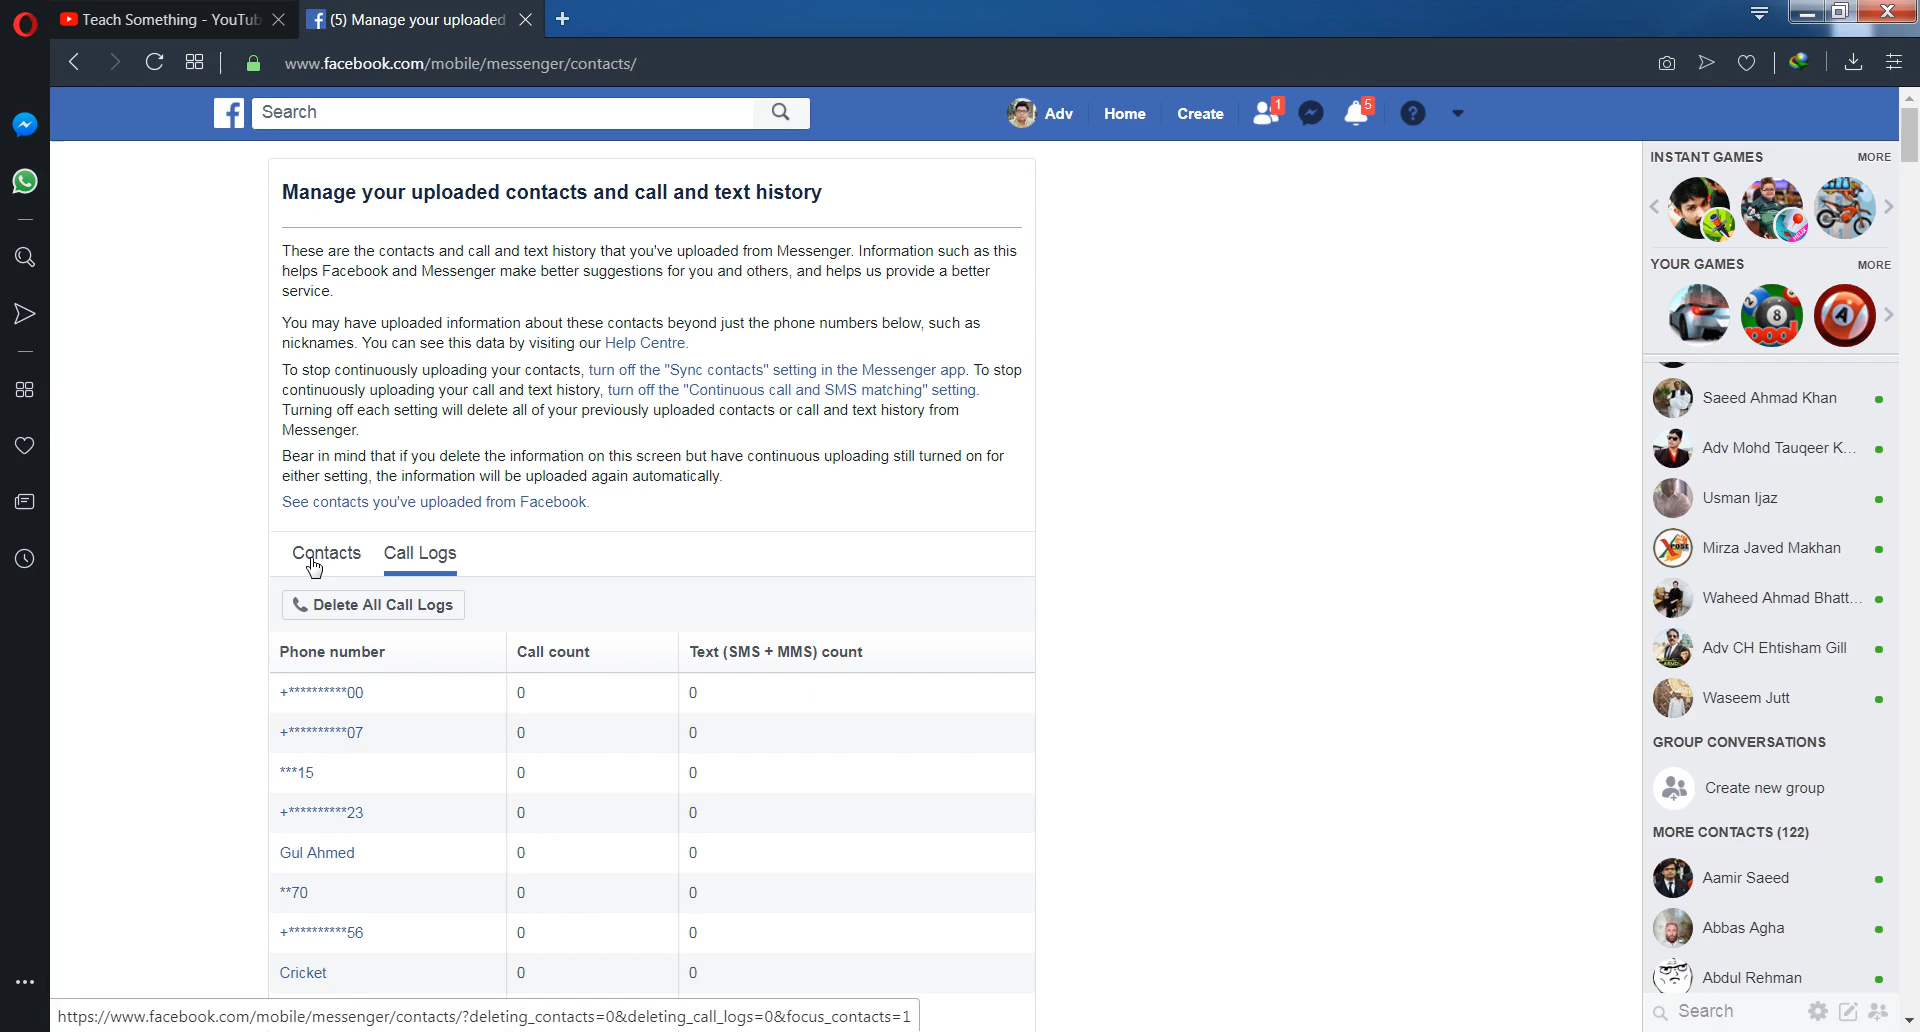 Teach Something - YouTub
(5) Manage your uploaded
www.facebook.com/mobile/messenger/contacts/
Search
Adv
Home
Create
1
5
Manage your uploaded contacts and call and text history
These are the contacts and call and text history that you've uploaded from Messenger. Information such as this
helps Facebook and Messenger make better suggestions for you and others, and helps us provide a better
service.
You may have uploaded information about these contacts beyond just the phone numbers below, such as
nicknames. You can see this data by visiting our Help Centre.
To stop continuously uploading your contacts, turn off the "Sync contacts" setting in the Messenger app. To stop
continuously uploading your call and text history, turn off the "Continuous call and SMS matching" setting.
Turning off each setting will delete all of your previously uploaded contacts or call and text history from
Messenger.
Bear in mind that if you delete the information on this screen but have continuous uploading still turned on for
either setting, the information will be uploaded again automatically.
See contacts you've uploaded from Facebook.
Contacts Call Logs
Delete All Call Logs
Phone number Call count Text (SMS + MMS) count
+**********00 0 0
+**********07 0 0
***15 0 0
+**********23 0 0
Gul Ahmed 0 0
**70 0 0
+**********56 0 0
Cricket 0 0
https://www.facebook.com/mobile/messenger/contacts/?deleting_contacts=0&deleting_call_logs=0&focus_contacts=1
INSTANT GAMES MORE
YOUR GAMES MORE
Saeed Ahmad Khan
Adv Mohd Tauqeer K...
Usman Ijaz
Mirza Javed Makhan
Waheed Ahmad Bhatt...
Adv CH Ehtisham Gill
Waseem Jutt
GROUP CONVERSATIONS
Create new group
MORE CONTACTS (122)
Aamir Saeed
Abbas Agha
Abdul Rehman
Search